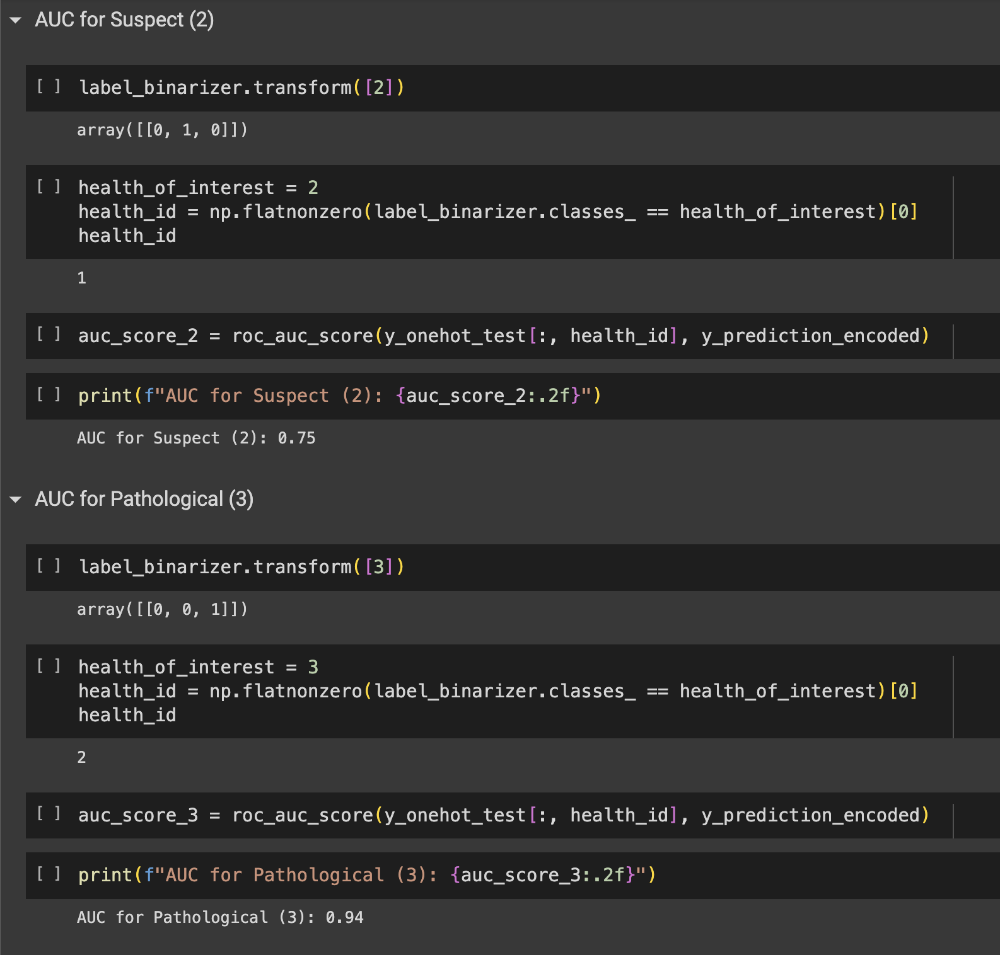 AUC for Suspect (2)
[ ] label_binarizer.transform([2])
array([[0, 1, 0]])
[ ] health_of_interest = 2
health_id = np.flatnonzero(label_binarizer.classes_ == health_of_interest)[0]
health_id
1
[ ] auc_score_2 = roc_auc_score(y_onehot_test[:, health_id], y_prediction_encoded)
[ ] print(f"AUC for Suspect (2): {auc_score_2:.2f}")
AUC for Suspect (2): 0.75
AUC for Pathological (3)
[ ] label_binarizer.transform([3])
array([[0, 0, 1]])
[ ] health_of_interest = 3
health_id = np.flatnonzero(label_binarizer.classes_ == health_of_interest)[0]
health_id
2
[ ] auc_score_3 = roc_auc_score(y_onehot_test[:, health_id], y_prediction_encoded)
[ ] print(f"AUC for Pathological (3): {auc_score_3:.2f}")
AUC for Pathological (3): 0.94